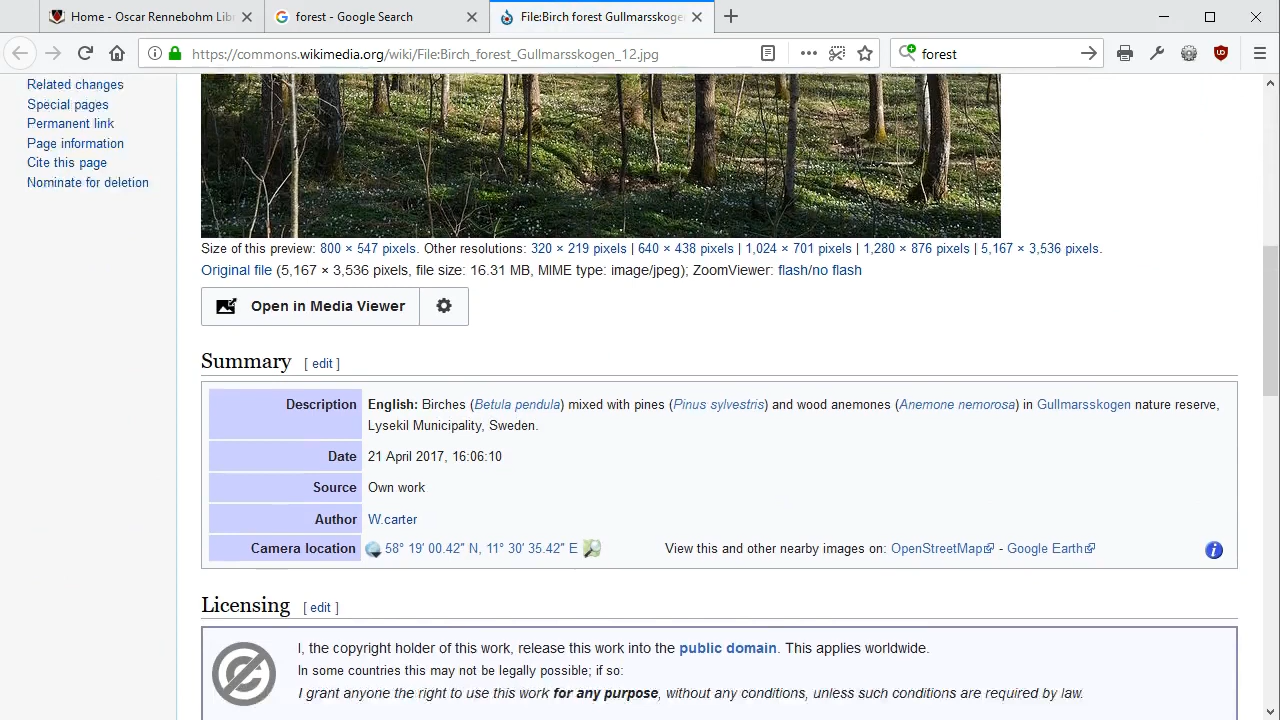 Home - Oscar Rennebohm Lib
forest - Google Search
File:Birch forest Gullmarsskoge
https://commons.wikimedia.org/wiki/File:Birch_forest_Gullmarsskogen_12.jpg
forest
Related changes
Special pages
Permanent link
Page information
Cite this page
Nominate for deletion
Size of this preview: 800 × 547 pixels. Other resolutions: 320 × 219 pixels | 640 × 438 pixels | 1,024 × 701 pixels | 1,280 × 876 pixels | 5,167 × 3,536 pixels.
Original file (5,167 × 3,536 pixels, file size: 16.31 MB, MIME type: image/jpeg); ZoomViewer: flash/no flash
Open in Media Viewer
Summary [ edit ]
Description English: Birches (Betula pendula) mixed with pines (Pinus sylvestris) and wood anemones (Anemone nemorosa) in Gullmarsskogen nature reserve,
Lysekil Municipality, Sweden.
Date 21 April 2017, 16:06:10
Source Own work
Author W.carter
Camera location 58° 19′ 00.42″ N, 11° 30′ 35.42″ E View this and other nearby images on: OpenStreetMap - Google Earth
Licensing [ edit ]
I, the copyright holder of this work, release this work into the public domain. This applies worldwide.
In some countries this may not be legally possible; if so:
I grant anyone the right to use this work for any purpose, without any conditions, unless such conditions are required by law.